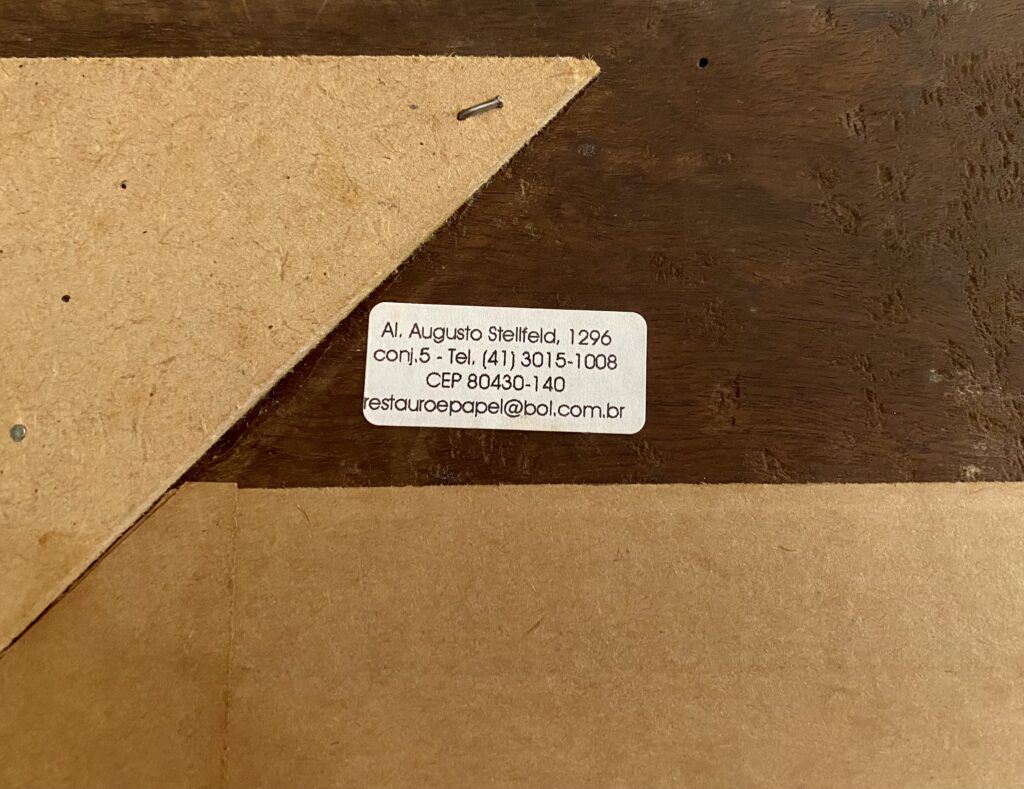 Al. Augusto Stellfeld, 1296
conj.5 - Tel. (41) 3015-1008
CEP 80430-140
restauroepapel@bol.com.br